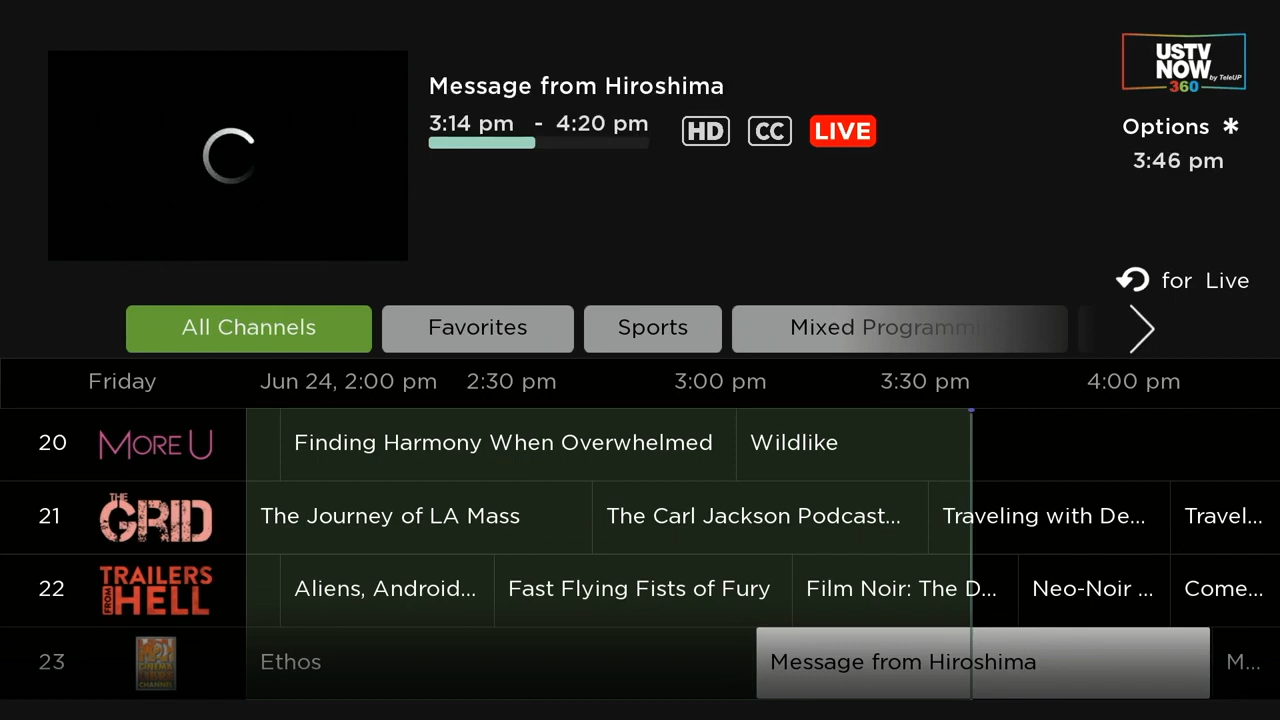 Message from Hiroshima
3:14 pm - 4:20 pm
HD
CC
LIVE
USTV
NOW
by TeleUP
360
Options *
3:46 pm
for Live
All Channels
Favorites
Sports
Mixed Programmi
Friday
Jun 24, 2:00 pm
2:30 pm
3:00 pm
3:30 pm
4:00 pm
20
MORE U
Finding Harmony When Overwhelmed
Wildlike
21
THE
GRID
The Journey of LA Mass
The Carl Jackson Podcast...
Traveling with De...
Travel...
22
TRAILERS
FROM
HELL
Aliens, Android...
Fast Flying Fists of Fury
Film Noir: The D...
Neo-Noir ...
Come...
23
CINEMA
CHANNEL
Ethos
Message from Hiroshima
M...